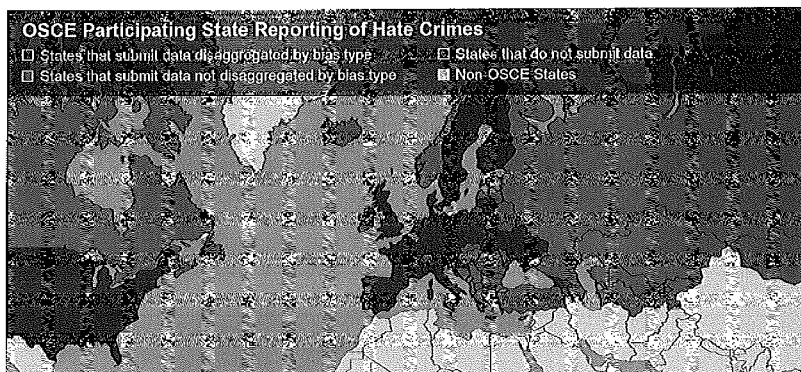 OSCE Participating State Reporting of Hate Crimes
States that submit data disaggregated by bias type
States that do not submit data
States that submit data not disaggregated by bias type
Non-OSCE States